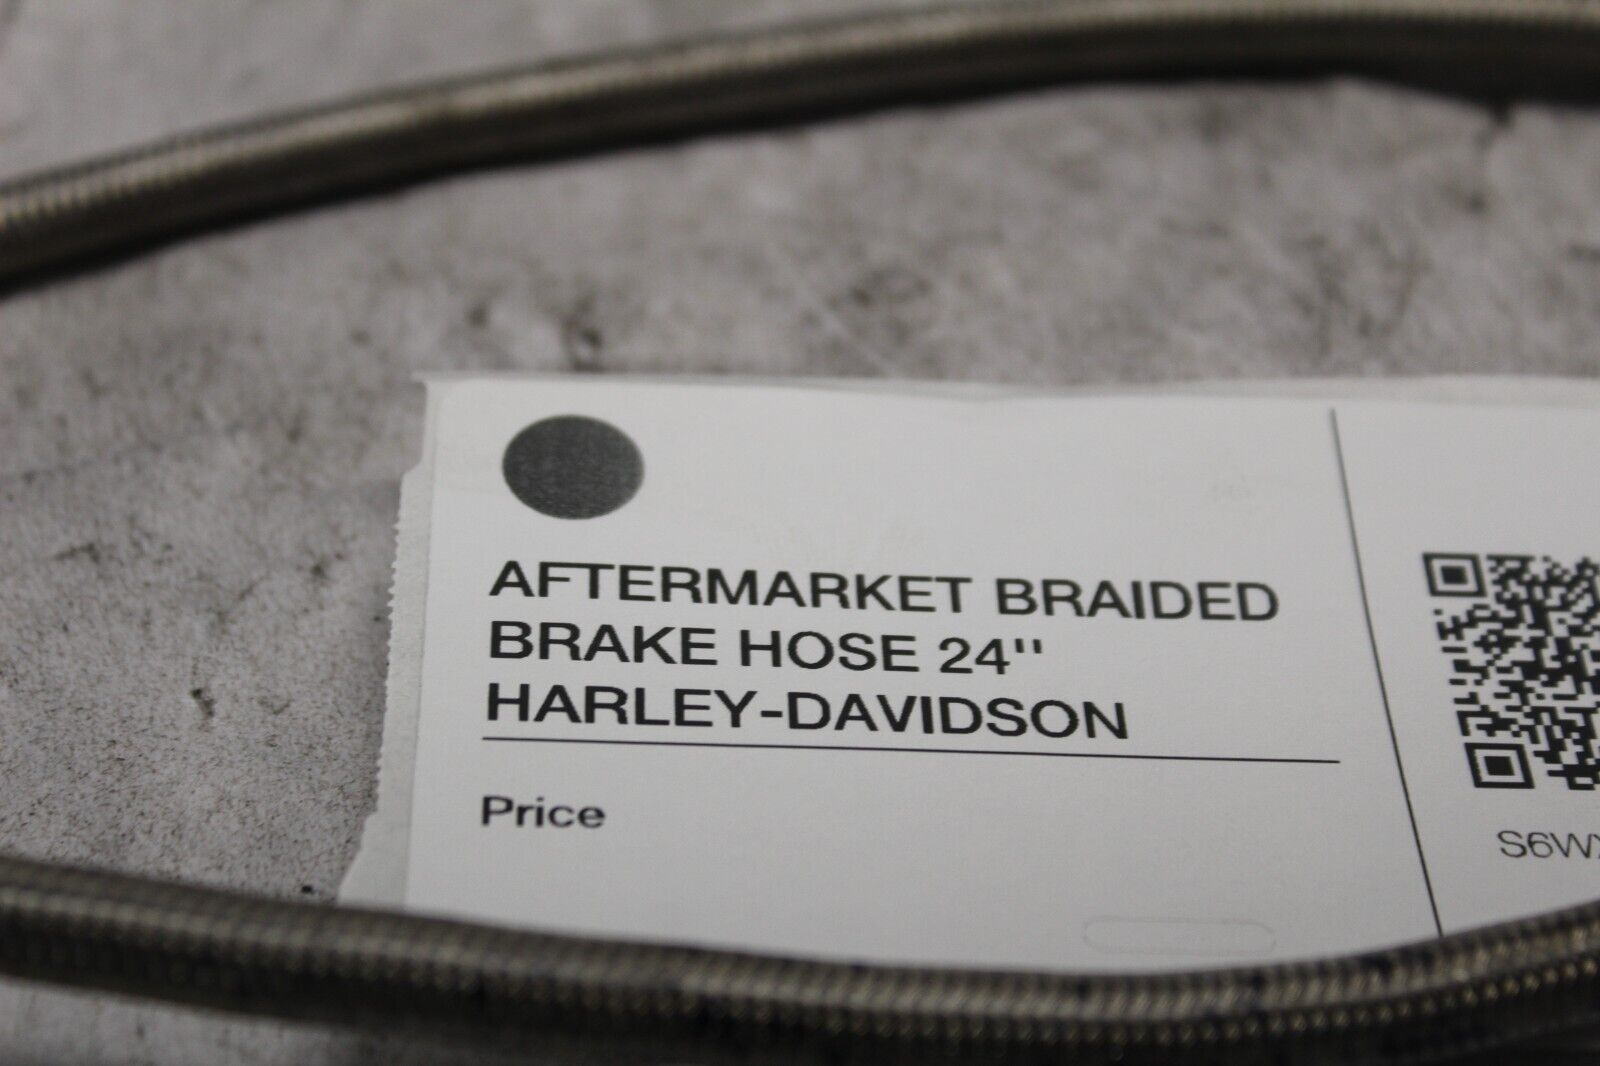 AFTERMARKET BRAIDED
BRAKE HOSE 24"
HARLEY-DAVIDSON
Price